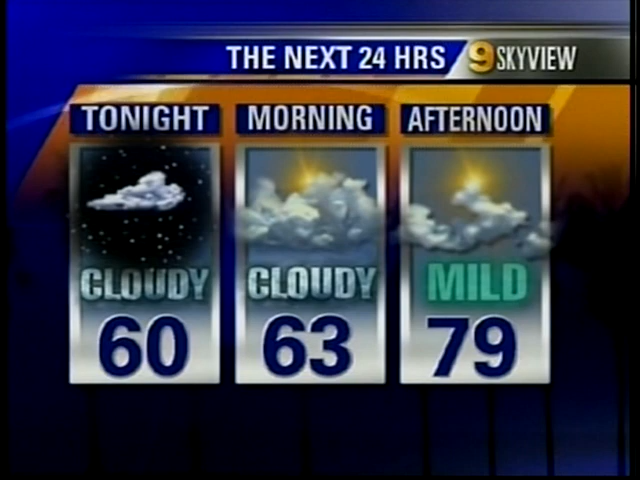 THE NEXT 24 HRS 9 SKYVIEW
TONIGHT MORNING AFTERNOON
CLOUDY CLOUDY MILD
60 63 79